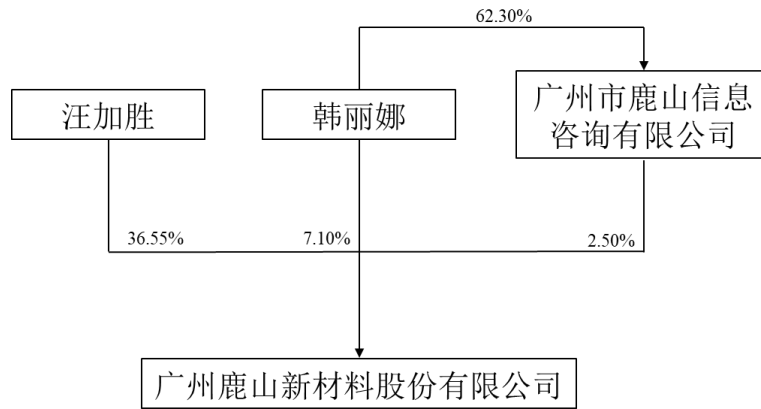 62.30%
汪加胜
韩丽娜
广州市鹿山信息
咨询有限公司
36.55%
7.10%
2.50%
广州鹿山新材料股份有限公司